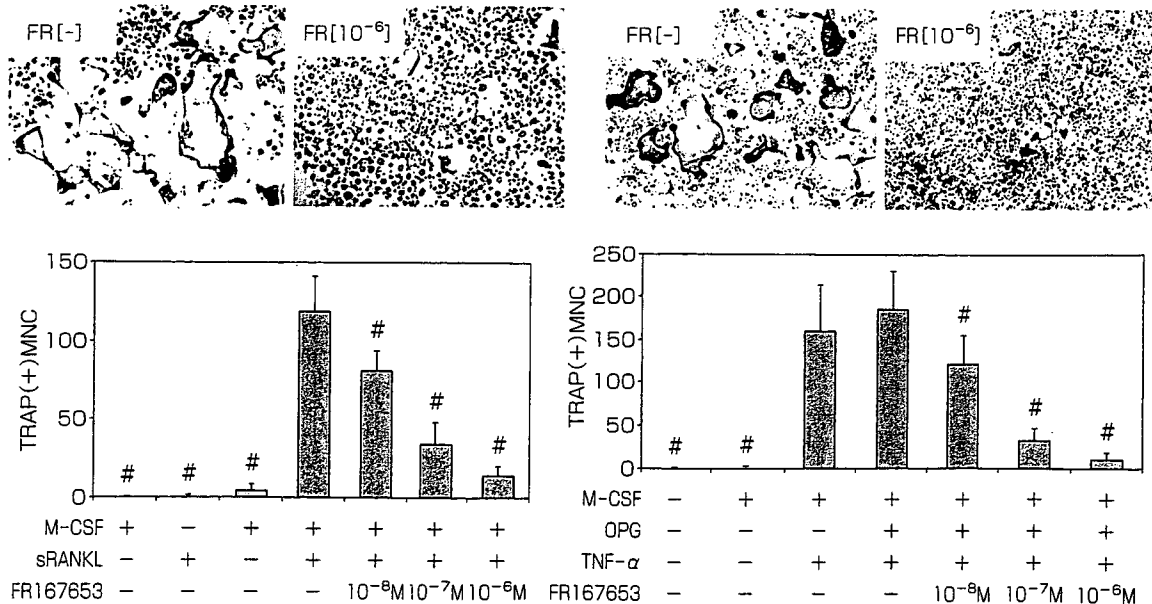 FR[-]
FR[10⁻⁶]
FR[-]
FR[10⁻⁶]
TRAP(+)MNC
150
100
50
0
# # # # # #
M-CSF + − + + + + +
sRANKL − + − + + + +
FR167653 − − − − 10⁻⁸M 10⁻⁷M 10⁻⁶M
TRAP(+)MNC
250
200
150
100
50
0
# # # # #
M-CSF − + + + + + +
OPG − − − + + + +
TNF-α − − + + + + +
FR167653 − − − − 10⁻⁸M 10⁻⁷M 10⁻⁶M